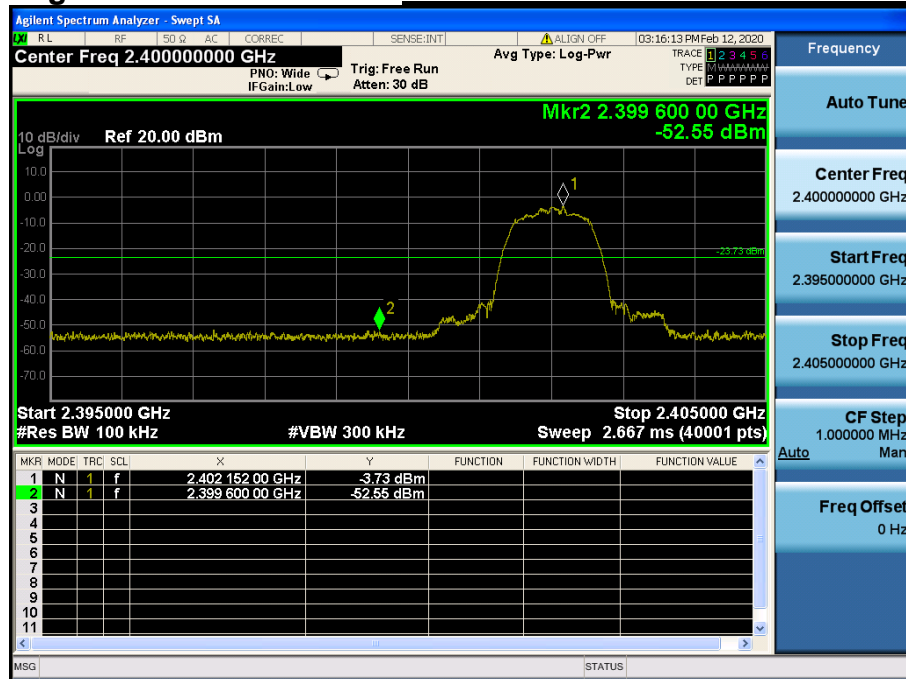 Agilent Spectrum Analyzer - Swept SA
LXI RL RF 50 Ω AC CORREC SENSE:INT ALIGN OFF 03:16:13 PM Feb 12, 2020
Center Freq 2.400000000 GHz Avg Type: Log-Pwr TRACE 1 2 3 4 5 6
PNO: Wide Trig: Free Run TYPE MWWWWW
IFGain:Low Atten: 30 dB DET P P P P P P
Mkr2 2.399 600 00 GHz
10 dB/div Ref 20.00 dBm -52.55 dBm
Log
10.0
0.00
-10.0
-20.0
-30.0
-40.0
-50.0
-60.0
-70.0
1
-23.73 dBm
2
Start 2.395000 GHz Stop 2.405000 GHz
#Res BW 100 kHz #VBW 300 kHz Sweep 2.667 ms (40001 pts)
MKR MODE TRC SCL X Y FUNCTION FUNCTION WIDTH FUNCTION VALUE
1 N 1 f 2.402 152 00 GHz -3.73 dBm
2 N 1 f 2.399 600 00 GHz -52.55 dBm
3
4
5
6
7
8
9
10
11
MSG STATUS
Frequency
Auto Tune
Center Freq
2.400000000 GHz
Start Freq
2.395000000 GHz
Stop Freq
2.405000000 GHz
CF Step
1.000000 MHz
Auto Man
Freq Offset
0 Hz